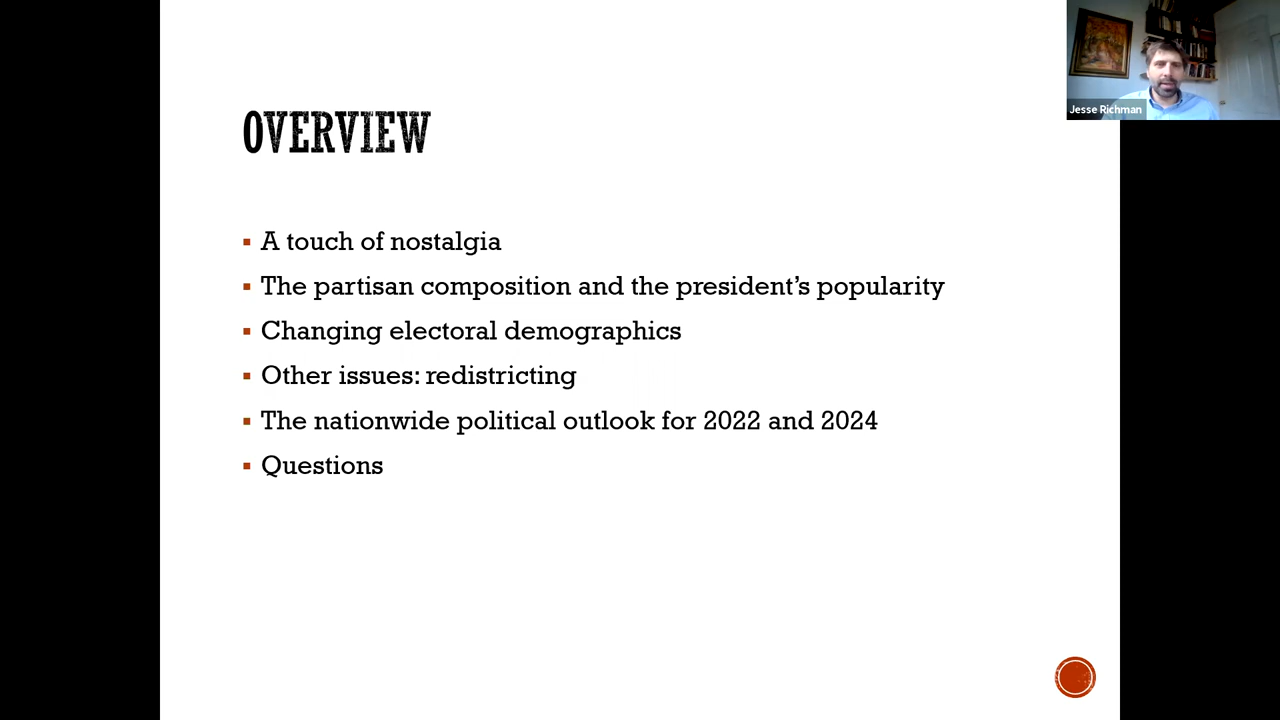 Jesse Richman
OVERVIEW
A touch of nostalgia
The partisan composition and the president’s popularity
Changing electoral demographics
Other issues: redistricting
The nationwide political outlook for 2022 and 2024
Questions